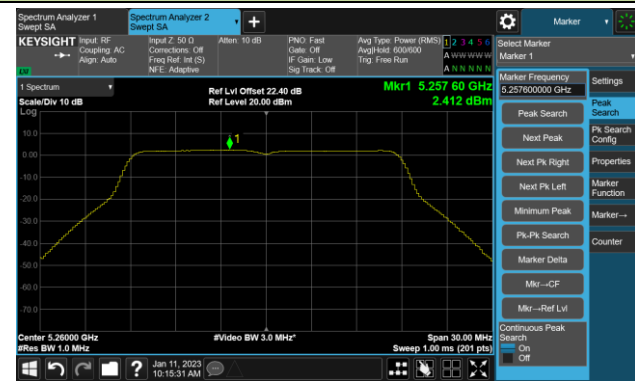 Spectrum Analyzer 1
Swept SA
Spectrum Analyzer 2
Swept SA
+
Marker
KEYSIGHT
Input: RF
Coupling: AC
Align: Auto
Input Z: 50 Ω
Corrections: Off
Freq Ref: Int (S)
NFE: Adaptive
Atten: 10 dB
PNO: Fast
Gate: Off
IF Gain: Low
Sig Track: Off
Avg Type: Power (RMS)
Avg|Hold: 600/600
Trig: Free Run
1 2 3 4 5 6
A W W W W W
A N N N N N
Select Marker
Marker 1
1 Spectrum
Scale/Div 10 dB
Log
Ref Lvl Offset 22.40 dB
Ref Level 20.00 dBm
Mkr1 5.257 60 GHz
2.412 dBm
Marker Frequency
5.257600000 GHz
Settings
Peak Search
Peak
Search
Next Peak
Pk Search
Config
Next Pk Right
Properties
Next Pk Left
Marker
Function
Minimum Peak
Marker→
Pk-Pk Search
Counter
Marker Delta
Mkr→CF
Mkr→Ref Lvl
Continuous Peak
Search
On
Off
10.0
0.00
-10.0
-20.0
-30.0
-40.0
-50.0
-60.0
-70.0
1
Center 5.26000 GHz
#Res BW 1.0 MHz
#Video BW 3.0 MHz*
Span 30.00 MHz
Sweep 1.00 ms (201 pts)
?
Jan 11, 2023
10:15:31 AM